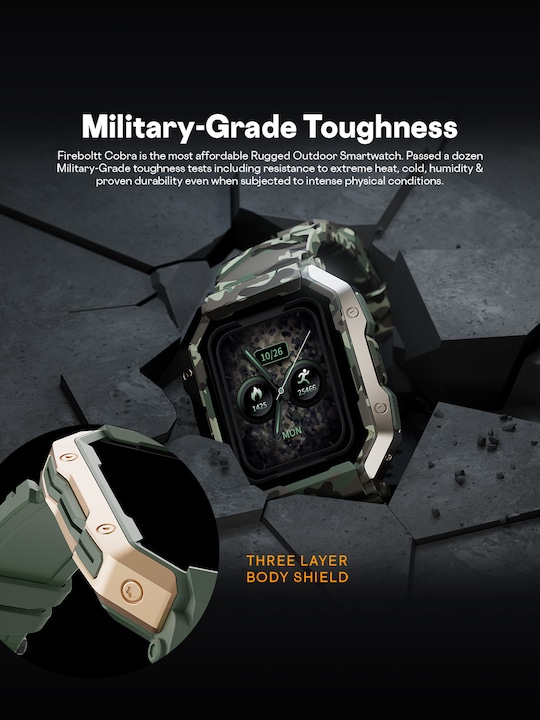 Military-Grade Toughness
Fireboltt Cobra is the most affordable Rugged Outdoor Smartwatch. Passed a dozen
Military-Grade toughness tests including resistance to extreme heat, cold, humidity &
proven durability even when subjected to intense physical conditions.
10/26
1425
25466
MON
THREE LAYER
BODY SHIELD